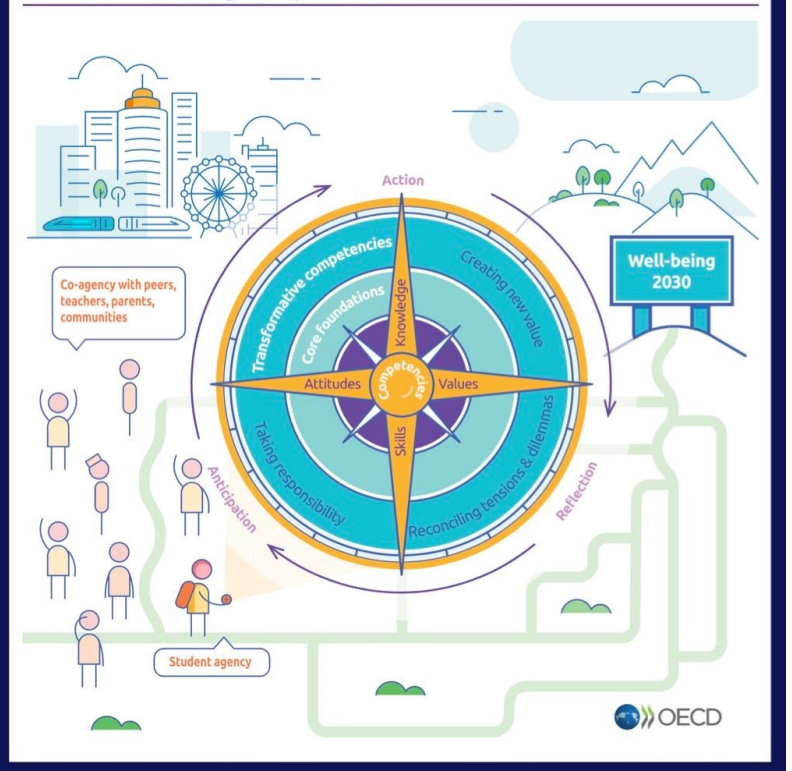 Action
Transformative competencies
Creating new value
Well-being
2030
Co-agency with peers,
teachers, parents,
communities
Core foundations
Knowledge
Competencies
Attitudes
Values
Skills
Taking responsibility
Reconciling tensions & dilemmas
Anticipation
Reflection
Student agency
OECD